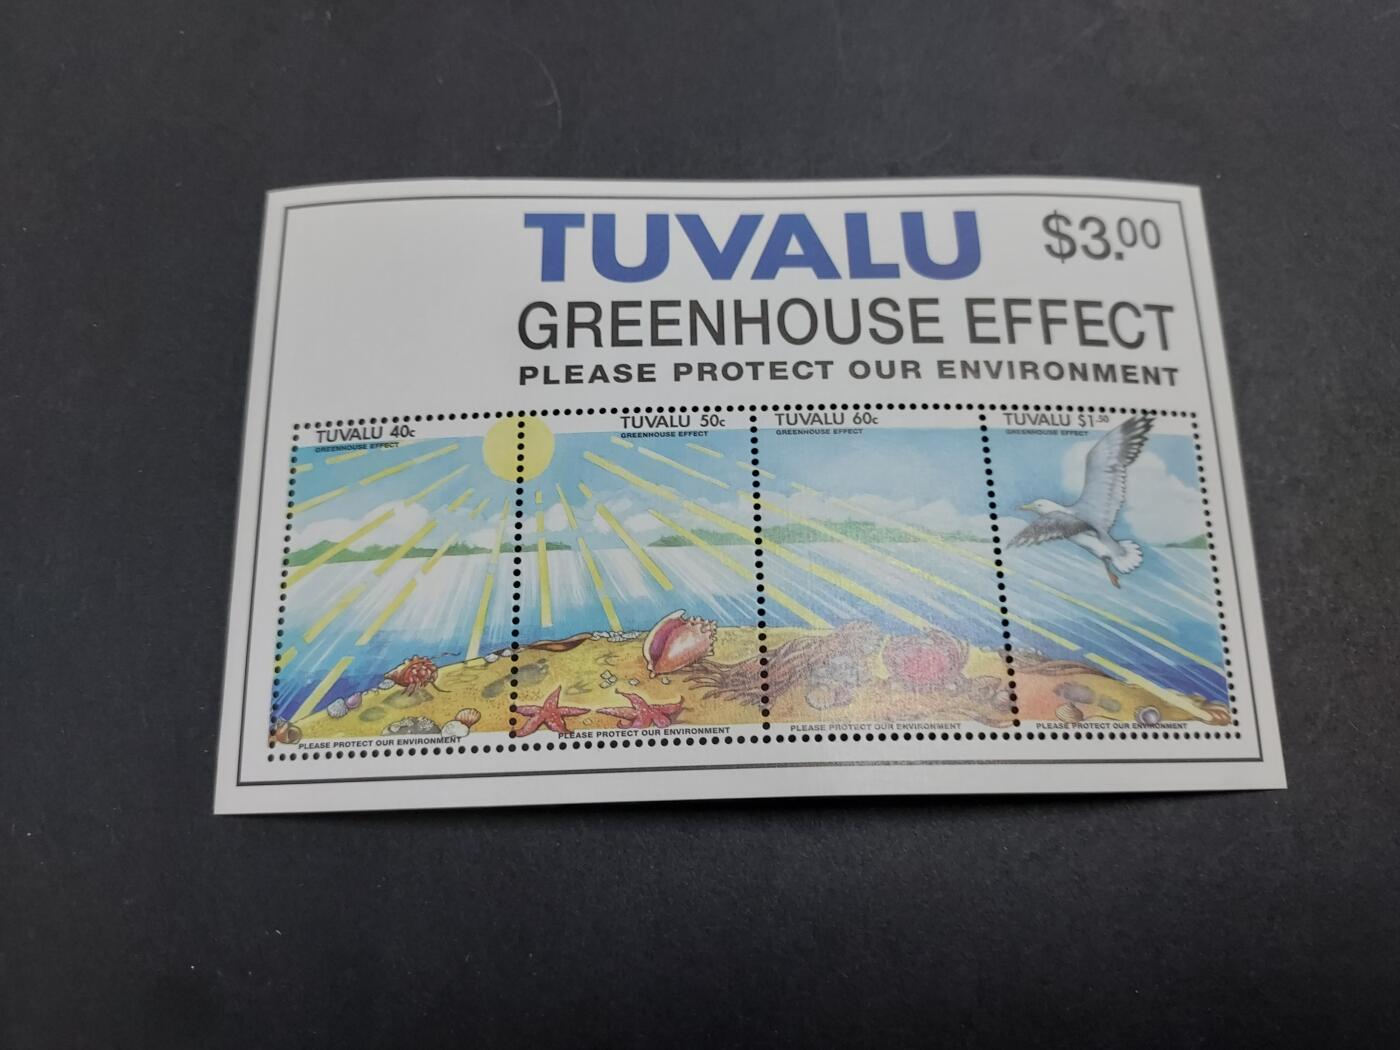 TUVALU $3.00
GREENHOUSE EFFECT
PLEASE PROTECT OUR ENVIRONMENT
TUVALU 40c
GREENHOUSE EFFECT
PLEASE PROTECT OUR ENVIRONMENT
TUVALU 50c
GREENHOUSE EFFECT
PLEASE PROTECT OUR ENVIRONMENT
TUVALU 60c
GREENHOUSE EFFECT
PLEASE PROTECT OUR ENVIRONMENT
TUVALU $1.50
GREENHOUSE EFFECT
PLEASE PROTECT OUR ENVIRONMENT